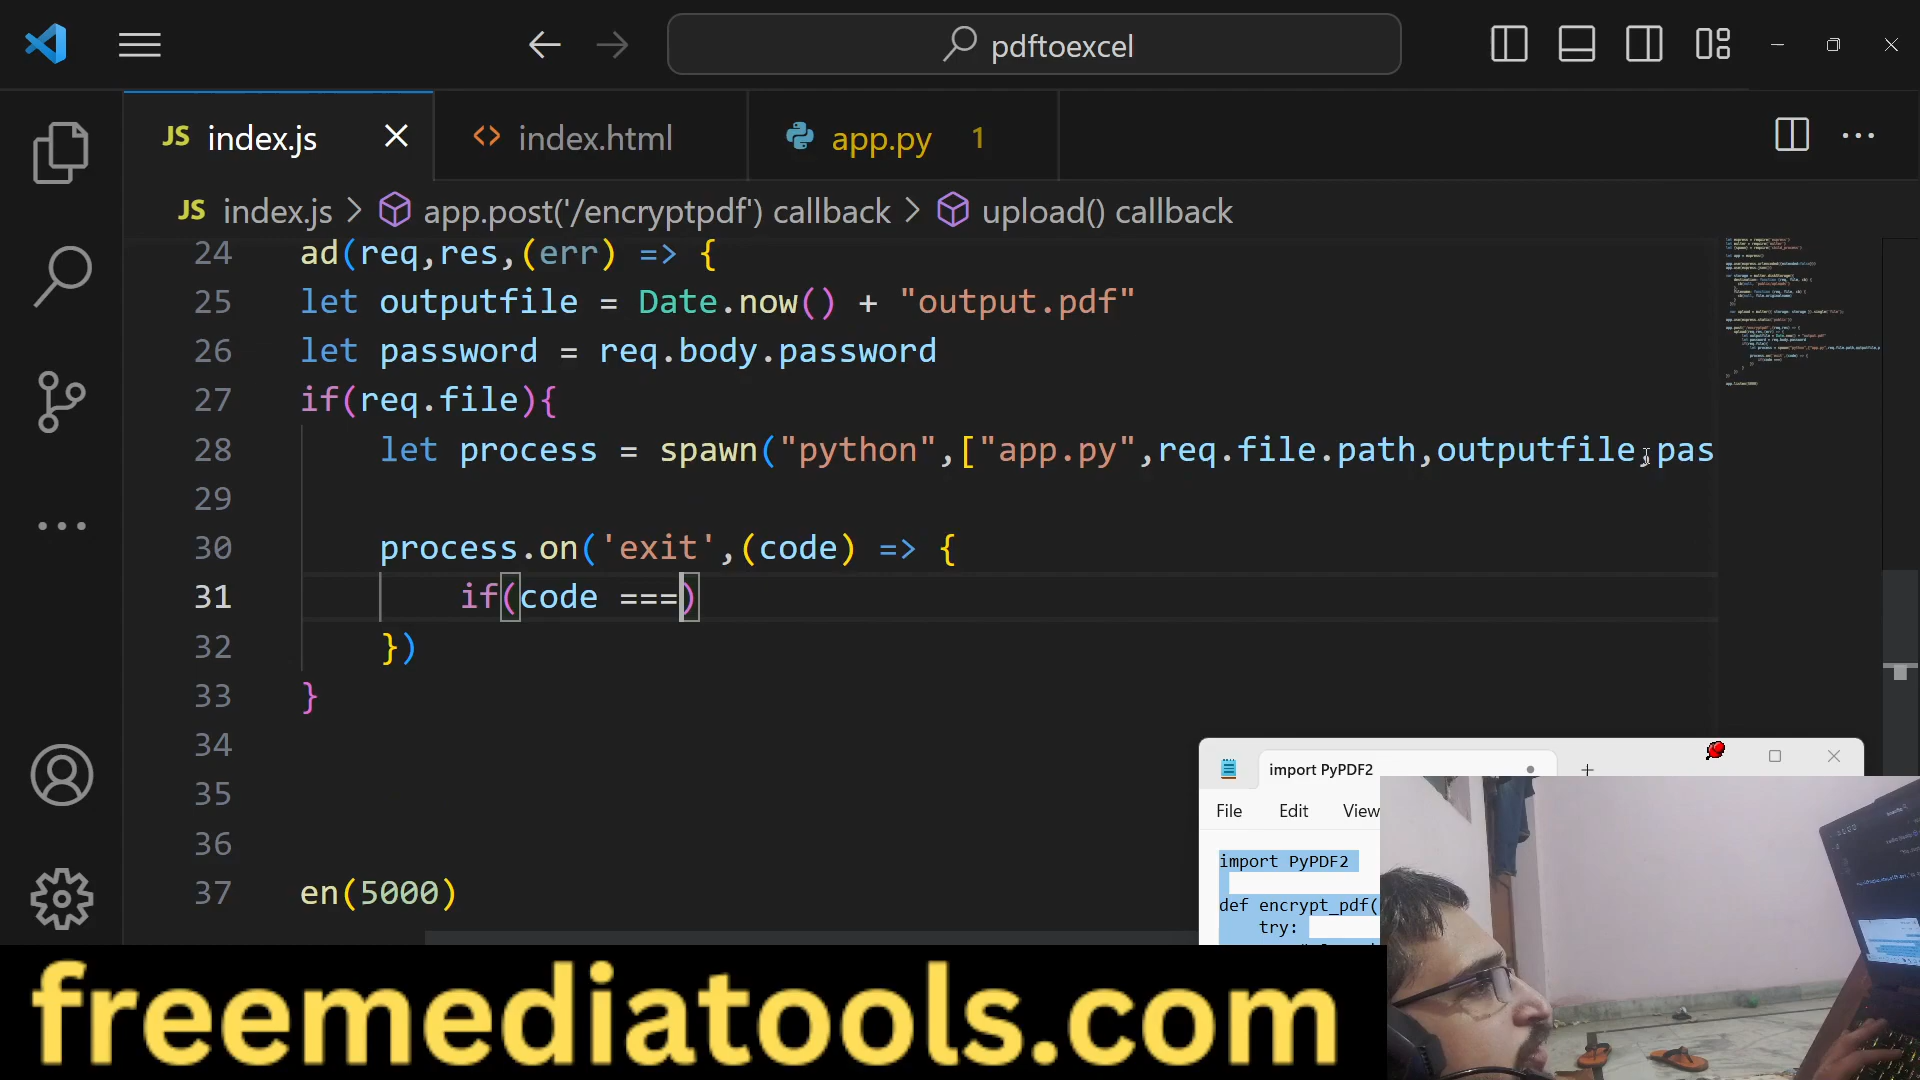 pdftoexcel
JS index.js
<> index.html
app.py 1
JS index.js > app.post('/encryptpdf') callback > upload() callback
24 ad(req,res,(err) => {
25 let outputfile = Date.now() + "output.pdf"
26 let password = req.body.password
27 if(req.file){
28 let process = spawn("python",["app.py",req.file.path,outputfile,pas
29
30 process.on('exit',(code) => {
31 if(code ===)
32 })
33 }
34
35
36
37 en(5000)
import PyPDF2
File Edit View
import PyPDF2
def encrypt_pdf(
try:
freemediatools.com